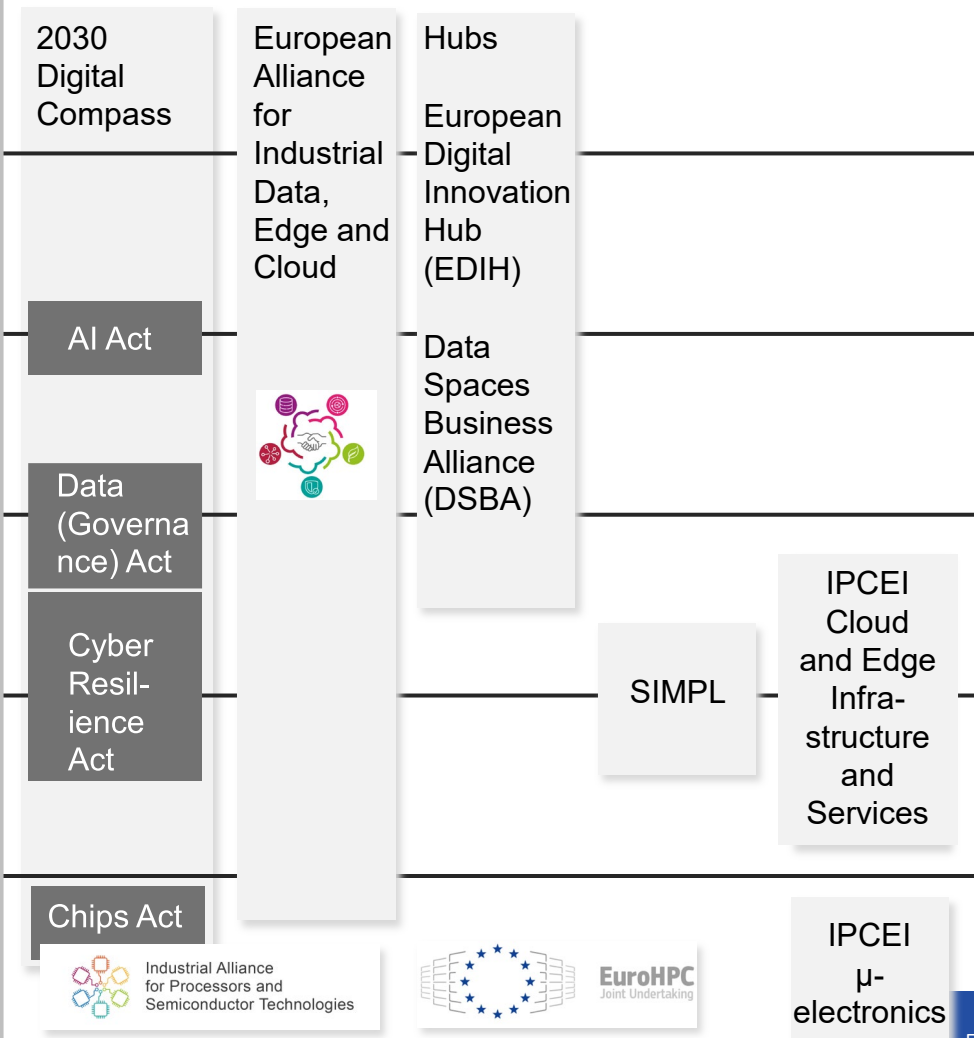 2030
Digital
Compass
AI Act
Data
(Governa
nce) Act
Cyber
Resil-
ience
Act
Chips Act
European
Alliance
for
Industrial
Data,
Edge and
Cloud
Hubs
European
Digital
Innovation
Hub
(EDIH)
Data
Spaces
Business
Alliance
(DSBA)
SIMPL
IPCEI
Cloud
and Edge
Infra-
structure
and
Services
Industrial Alliance
for Processors and
Semiconductor Technologies
EuroHPC
Joint Undertaking
IPCEI
μ-
electronics